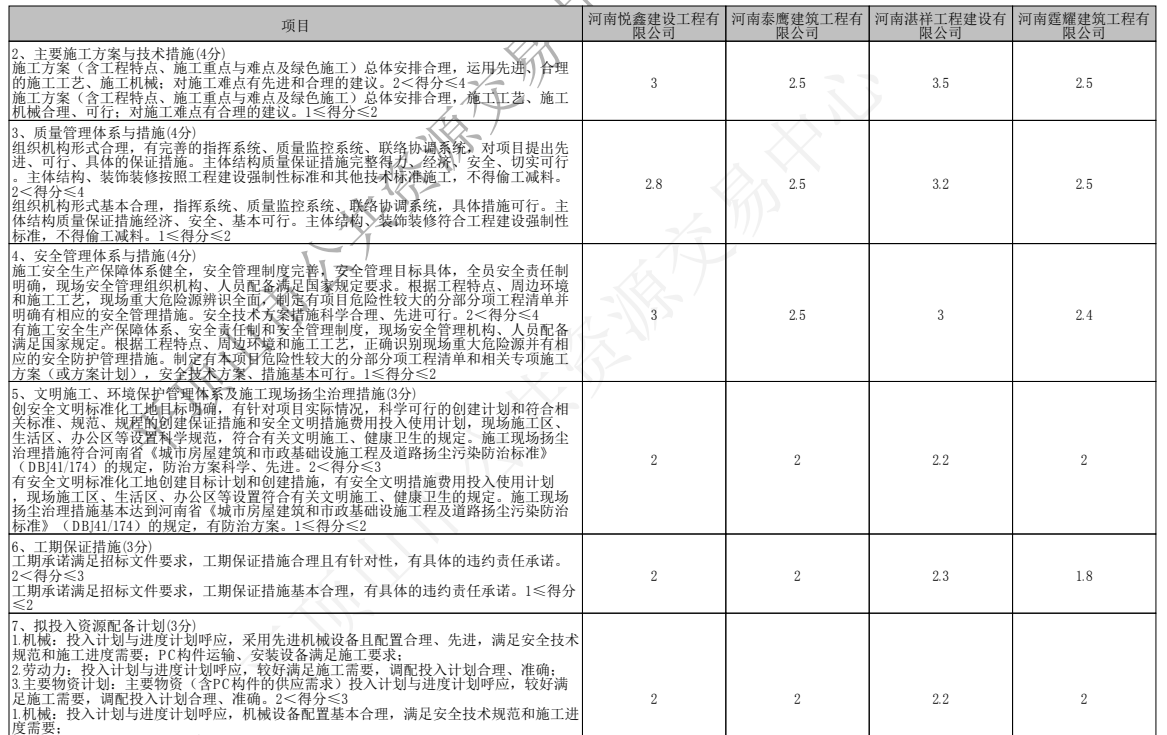 项目
河南悦鑫建设工程有
限公司
河南泰鹰建筑工程有
限公司
河南湛祥工程建设有
限公司
河南霆耀建筑工程有
限公司
2、主要施工方案与技术措施(4分)
施工方案（含工程特点、施工重点与难点及绿色施工）总体安排合理，运用先进、合理
的施工工艺、施工机械；对施工难点有先进和合理的建议。2＜得分≤4
施工方案（含工程特点、施工重点与难点及绿色施工）总体安排合理，施工工艺、施工
机械合理、可行；对施工难点有合理的建议。1≤得分≤2
3
2.5
3.5
2.5
3、质量管理体系与措施(4分)
组织机构形式合理，有完善的指挥系统、质量监控系统、联络协调系统，对项目提出先
进、可行、具体的保证措施。主体结构质量保证措施完整得力、经济、安全、切实可行
。主体结构、装饰装修按照工程建设强制性标准和其他技术标准施工，不得偷工减料。
2＜得分≤4
组织机构形式基本合理，指挥系统、质量监控系统、联络协调系统，具体措施可行。主
体结构质量保证措施经济、安全、基本可行。主体结构、装饰装修符合工程建设强制性
标准，不得偷工减料。1≤得分≤2
2.8
2.5
3.2
2.5
4、安全管理体系与措施(4分)
施工安全生产保障体系健全，安全管理制度完善，安全管理目标具体，全员安全责任制
明确，现场安全管理组织机构、人员配备满足国家规定要求。根据工程特点、周边环境
和施工工艺，现场重大危险源辨识全面，制定有项目危险性较大的分部分项工程清单并
明确有相应的安全管理措施。安全技术方案措施科学合理、先进可行。2＜得分≤4
有施工安全生产保障体系、安全责任制和安全管理制度，现场安全管理机构、人员配备
满足国家规定。根据工程特点、周边环境和施工工艺，正确识别现场重大危险源并有相
应的安全防护管理措施。制定有本项目危险性较大的分部分项工程清单和相关专项施工
方案（或方案计划），安全技术方案、措施基本可行。1≤得分≤2
3
2.5
3
2.4
5、文明施工、环境保护管理体系及施工现场扬尘治理措施(3分)
创安全文明标准化工地目标明确，有针对项目实际情况，科学可行的创建计划和符合相
关标准、规范、规程的创建保证措施和安全文明措施费用投入使用计划，现场施工区、
生活区、办公区等设置科学规范，符合有关文明施工、健康卫生的规定。施工现场扬尘
治理措施符合河南省《城市房屋建筑和市政基础设施工程及道路扬尘污染防治标准》
（DBJ41/174）的规定，防治方案科学、先进。2＜得分≤3
有安全文明标准化工地创建目标计划和创建措施，有安全文明措施费用投入使用计划
，现场施工区、生活区、办公区等设置符合有关文明施工、健康卫生的规定。施工现场
扬尘治理措施基本达到河南省《城市房屋建筑和市政基础设施工程及道路扬尘污染防治
标准》（DBJ41/174）的规定，有防治方案。1≤得分≤2
2
2
2.2
2
6、工期保证措施(3分)
工期承诺满足招标文件要求，工期保证措施合理且有针对性，有具体的违约责任承诺。
2＜得分≤3
工期承诺满足招标文件要求，工期保证措施基本合理，有具体的违约责任承诺。1≤得分
≤2
2
2
2.3
1.8
7、拟投入资源配备计划(3分)
1.机械：投入计划与进度计划呼应，采用先进机械设备且配置合理、先进，满足安全技术
规范和施工进度需要；PC构件运输、安装设备满足施工要求；
2.劳动力：投入计划与进度计划呼应，较好满足施工需要，调配投入计划合理、准确；
3.主要物资计划：主要物资（含PC构件的供应需求）投入计划与进度计划呼应，较好满
足施工需要，调配投入计划合理、准确。2＜得分≤3
1.机械：投入计划与进度计划呼应，机械设备配置基本合理，满足安全技术规范和施工进
度需要；
2
2
2.2
2